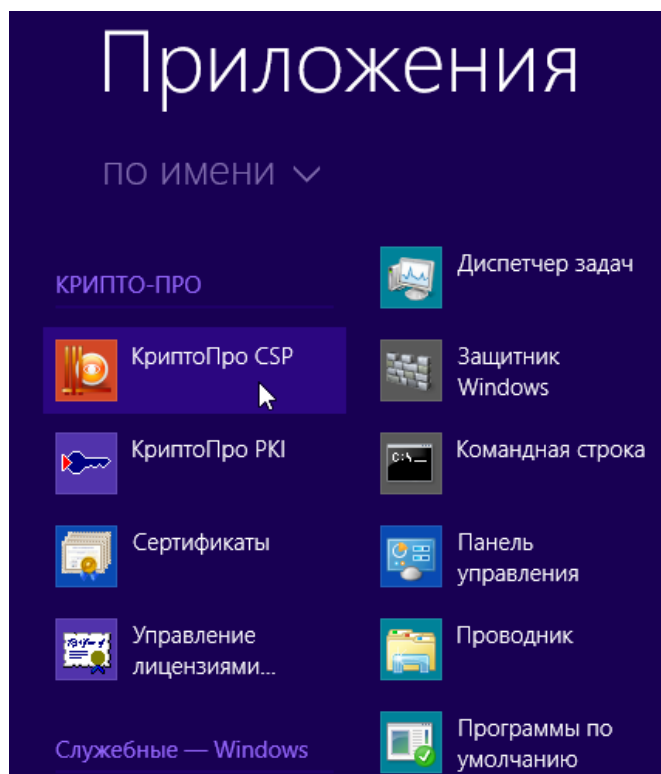 Приложения
по имени
КРИПТО-ПРО
КриптоПро CSP
КриптоПро PKI
Сертификаты
Управление
лицензиями...
Служебные — Windows
Диспетчер задач
Защитник
Windows
C:\_
Командная строка
Панель
управления
Проводник
Программы по
умолчанию